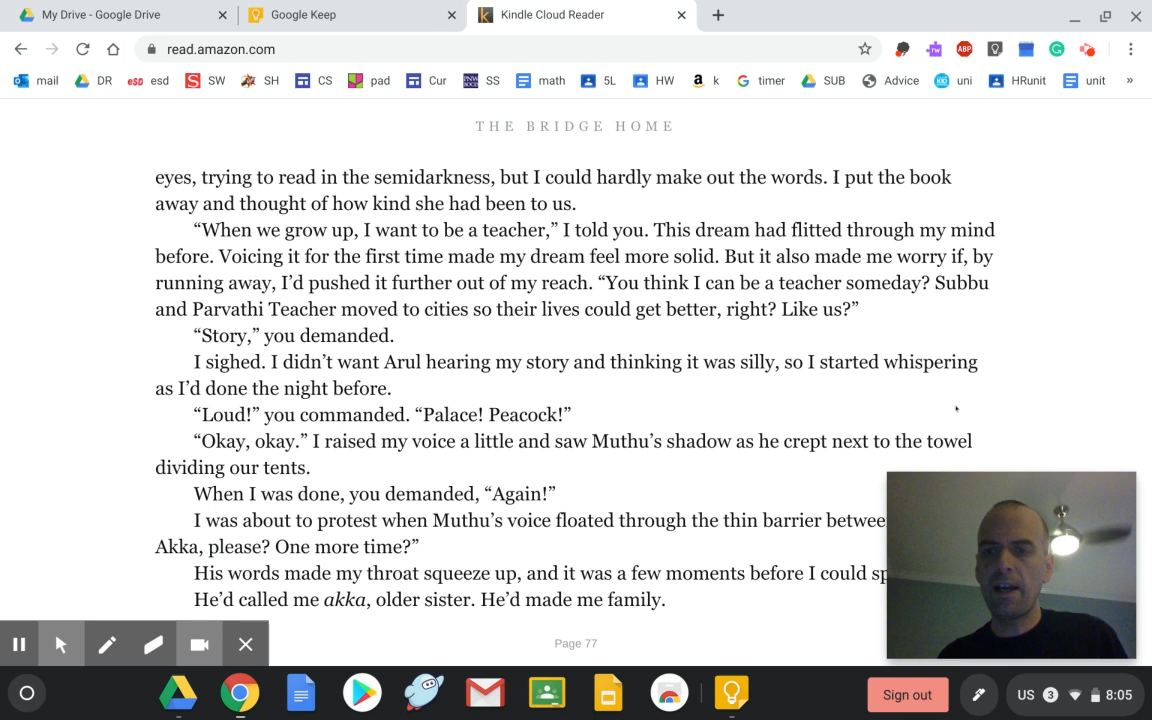 My Drive - Google Drive
Google Keep
Kindle Cloud Reader
read.amazon.com
ABP
mail
DR
esd
esd
S
SW
SH
CS
pad
Cur
SS
math
5L
HW
a
k
G
timer
SUB
Advice
uni
HRunit
unit
»
THE BRIDGE HOME
eyes, trying to read in the semidarkness, but I could hardly make out the words. I put the book
away and thought of how kind she had been to us.
“When we grow up, I want to be a teacher,” I told you. This dream had flitted through my mind
before. Voicing it for the first time made my dream feel more solid. But it also made me worry if, by
running away, I’d pushed it further out of my reach. “You think I can be a teacher someday? Subbu
and Parvathi Teacher moved to cities so their lives could get better, right? Like us?”
“Story,” you demanded.
I sighed. I didn’t want Arul hearing my story and thinking it was silly, so I started whispering
as I’d done the night before.
“Loud!” you commanded. “Palace! Peacock!”
“Okay, okay.” I raised my voice a little and saw Muthu’s shadow as he crept next to the towel
dividing our tents.
When I was done, you demanded, “Again!”
I was about to protest when Muthu’s voice floated through the thin barrier betwee
Akka, please? One more time?”
His words made my throat squeeze up, and it was a few moments before I could sp
He’d called me akka, older sister. He’d made me family.
Page 77
Sign out
US
3
8:05